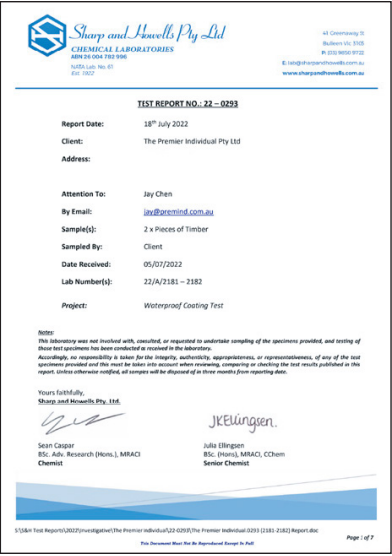 Sharp and Howells Pty Ltd
CHEMICAL LABORATORIES
ABN 26 004 782 996
NATA Lab. No. 61
Est. 1922
43 Greenaway St
Bulleen Vic 3105
P: (03) 9850 9722
E: lab@sharpandhowells.com.au
www.sharpandhowells.com.au
TEST REPORT NO.: 22 – 0293
Report Date: 18th July 2022
Client: The Premier Individual Pty Ltd
Address:
Attention To: Jay Chen
By Email: jay@premind.com.au
Sample(s): 2 x Pieces of Timber
Sampled By: Client
Date Received: 05/07/2022
Lab Number(s): 22/A/2181 – 2182
Project: Waterproof Coating Test
Notes:
This laboratory was not involved with, consulted, or requested to undertake sampling of the specimens provided, and testing of
those test specimens has been conducted as received in the laboratory.
Accordingly, no responsibility is taken for the integrity, authenticity, appropriateness, or representativeness, of any of the test
specimens provided and this must be taken into account when reviewing, comparing or checking the test results published in this
report. Unless otherwise notified, all samples will be disposed of in three months from reporting date.
Yours faithfully,
Sharp and Howells Pty. Ltd.
JKEllingsen.
Sean Caspar
BSc. Adv. Research (Hons.), MRACI
Chemist
Julia Ellingsen
BSc. (Hons), MRACI, CChem
Senior Chemist
S:\S&H Test Reports\2022\Investigative\The Premier Individual\22-0293\The Premier Individual 0293 (2181-2182) Report.doc
Page 1 of 7
This Document Must Not Be Reproduced Except In Full